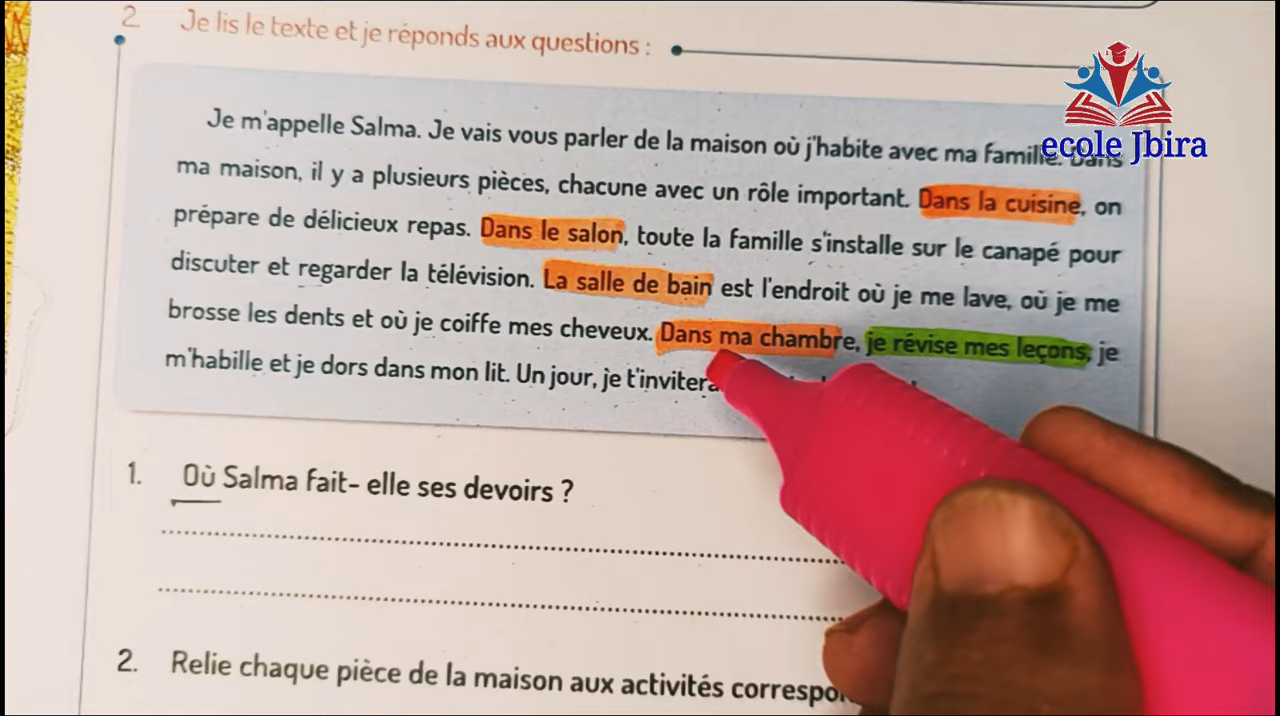 2. Je lis le texte et je réponds aux questions :
ecole Jbira
Je m'appelle Salma. Je vais vous parler de la maison où j'habite avec ma famille. Dans
ma maison, il y a plusieurs pièces, chacune avec un rôle important. Dans la cuisine, on
prépare de délicieux repas. Dans le salon, toute la famille s'installe sur le canapé pour
discuter et regarder la télévision. La salle de bain est l'endroit où je me lave, où je me
brosse les dents et où je coiffe mes cheveux. Dans ma chambre, je révise mes leçons, je
m'habille et je dors dans mon lit. Un jour, je t'invitera
1. Où Salma fait- elle ses devoirs ?
2. Relie chaque pièce de la maison aux activités correspo